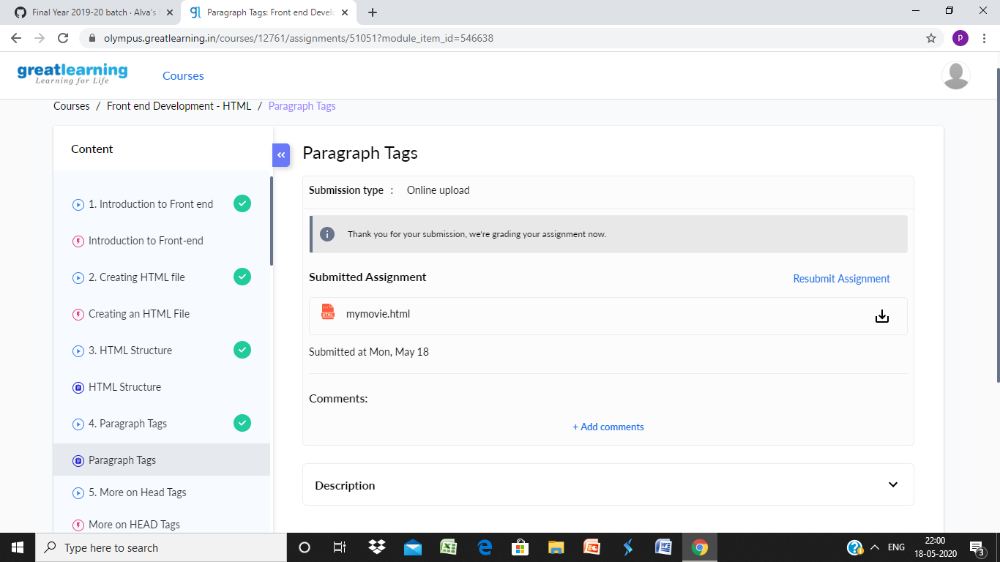 Final Year 2019-20 batch · Alva's
Paragraph Tags: Front end Develo
olympus.greatlearning.in/courses/12761/assignments/51051?module_item_id=546638
P
greatlearning
Learning for Life
Courses
Courses / Front end Development - HTML / Paragraph Tags
Content
1. Introduction to Front end
Introduction to Front-end
2. Creating HTML file
Creating an HTML File
3. HTML Structure
HTML Structure
4. Paragraph Tags
Paragraph Tags
5. More on Head Tags
More on HEAD Tags
Paragraph Tags
Submission type : Online upload
Thank you for your submission, we're grading your assignment now.
Submitted Assignment
Resubmit Assignment
HTML
mymovie.html
Submitted at Mon, May 18
Comments:
+ Add comments
Description
Type here to search
ENG
22:00
18-05-2020
3